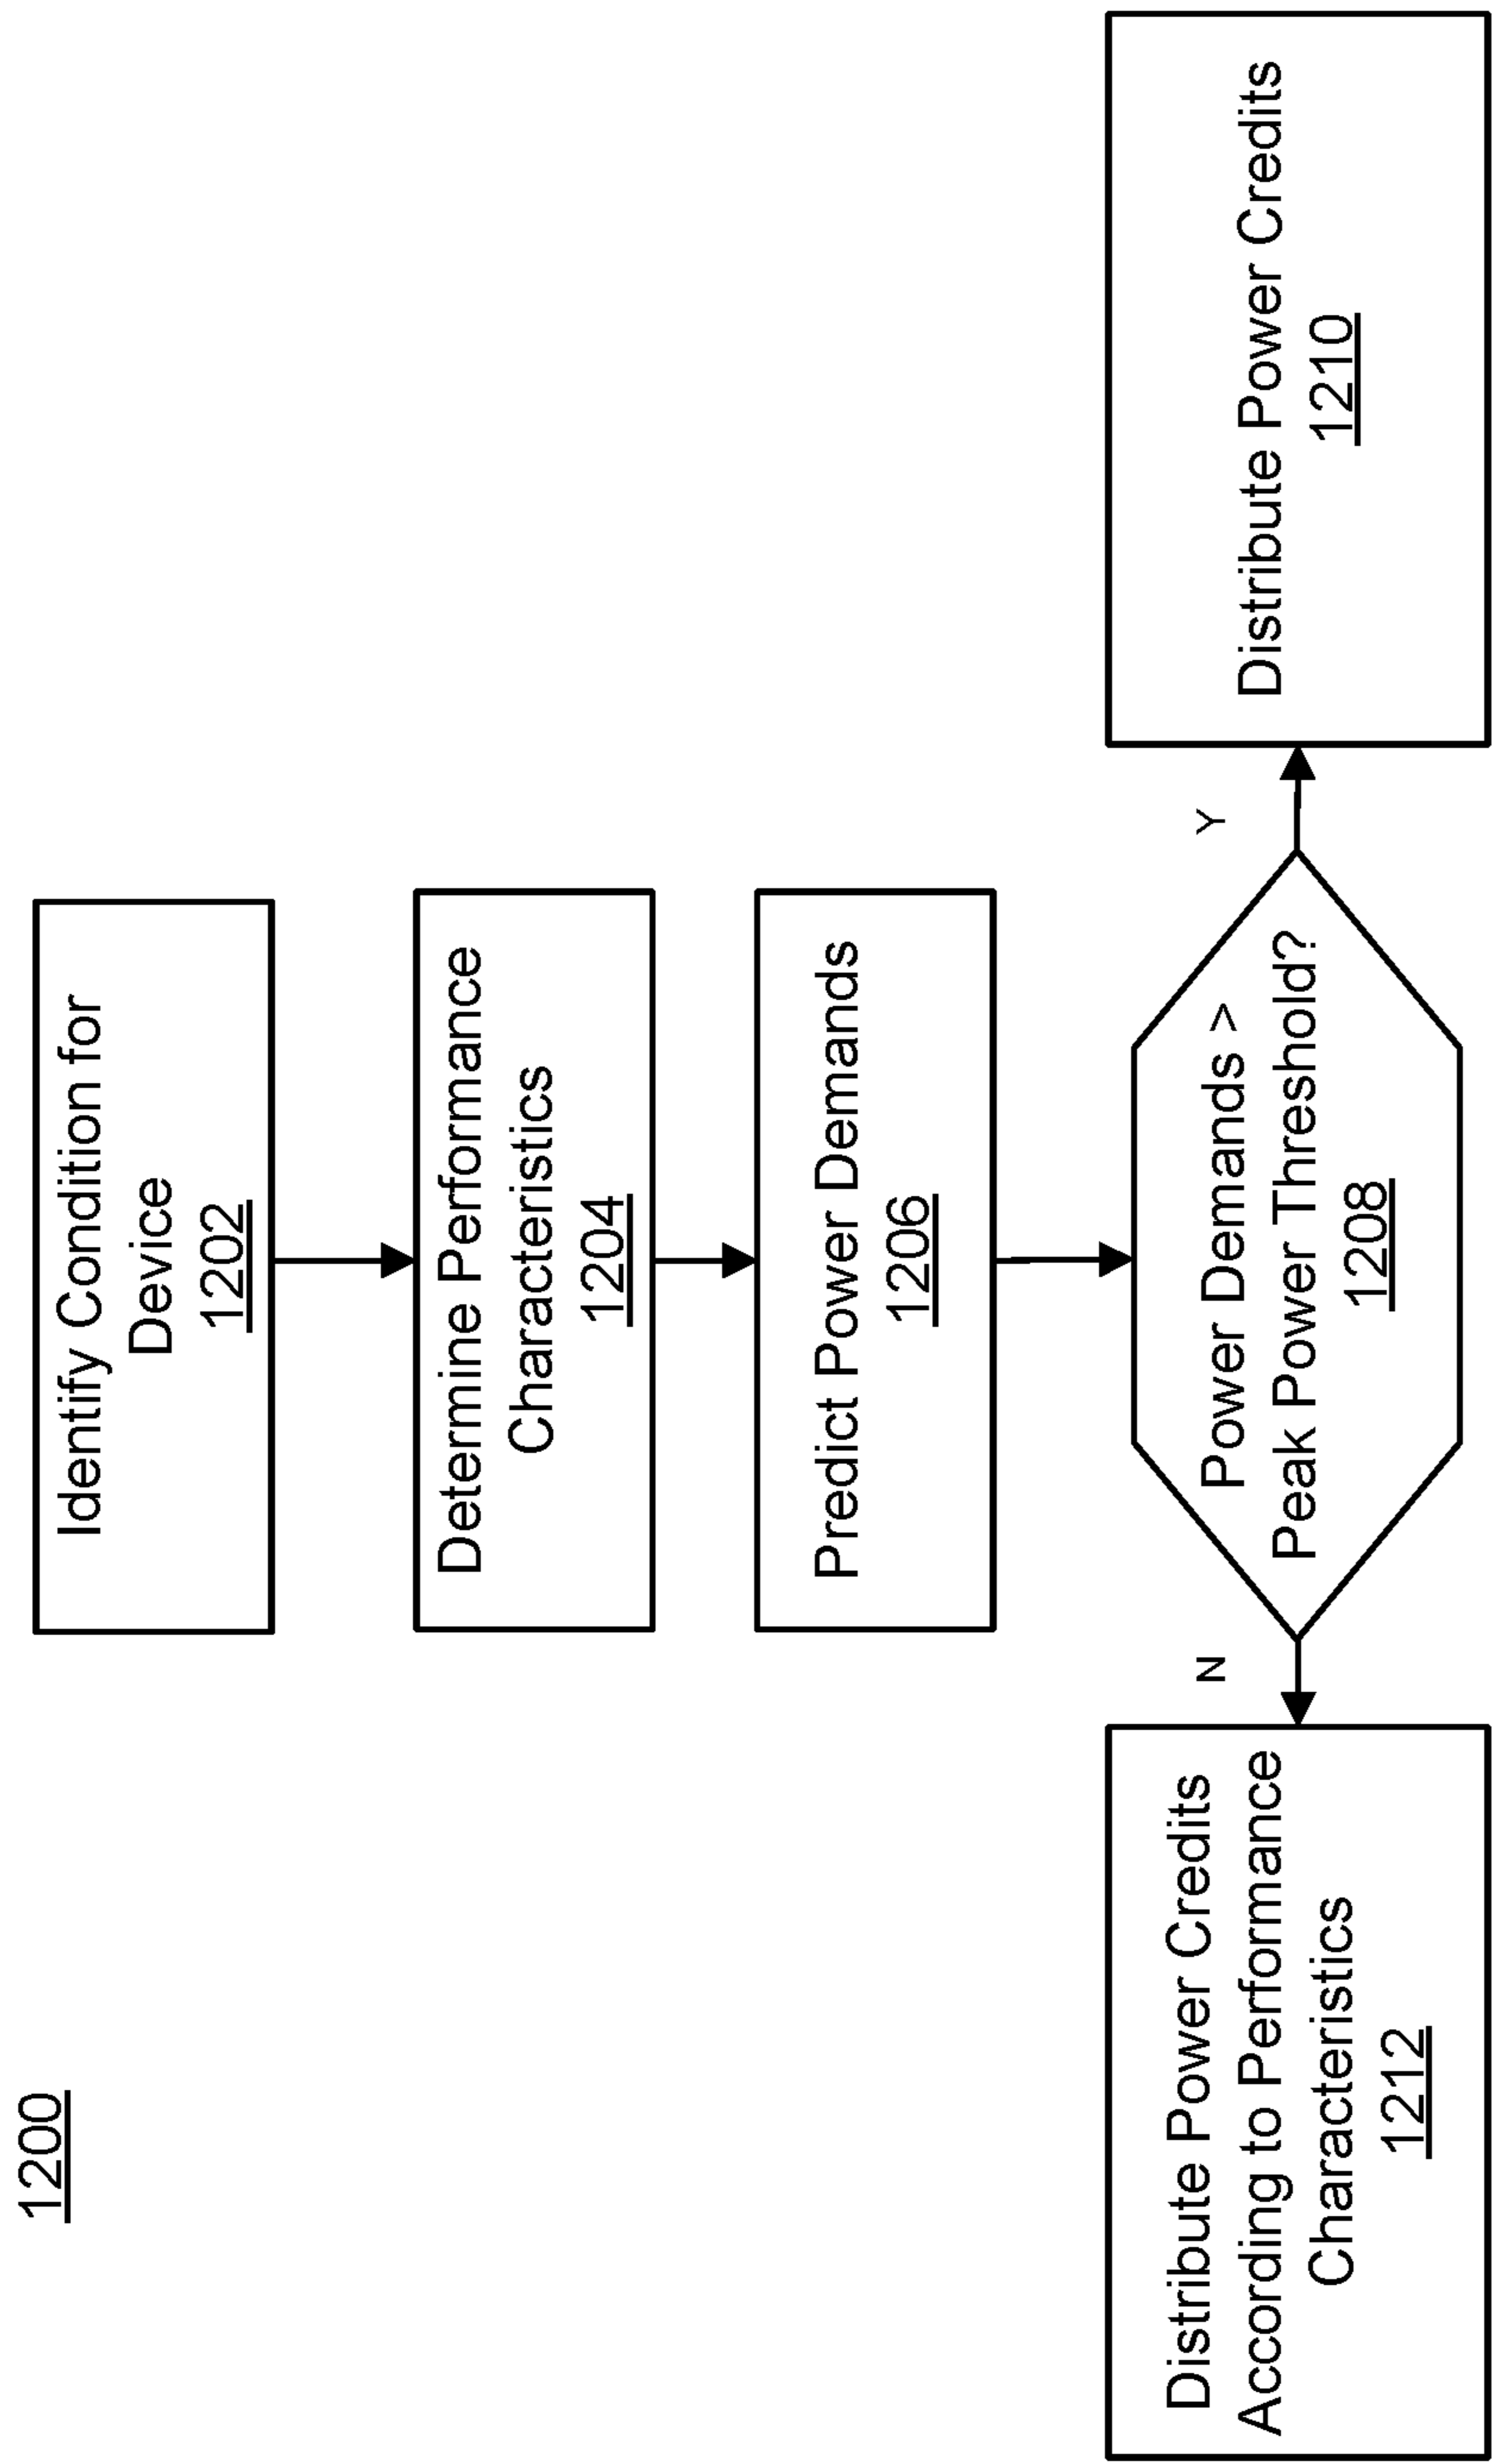 1200
Identify Condition for
Device
1202
Determine Performance
Characteristics
1204
Predict Power Demands
1206
Power Demands >
Peak Power Threshold?
1208
N
Y
Distribute Power Credits
According to Performance
Characteristics
1212
Distribute Power Credits
1210